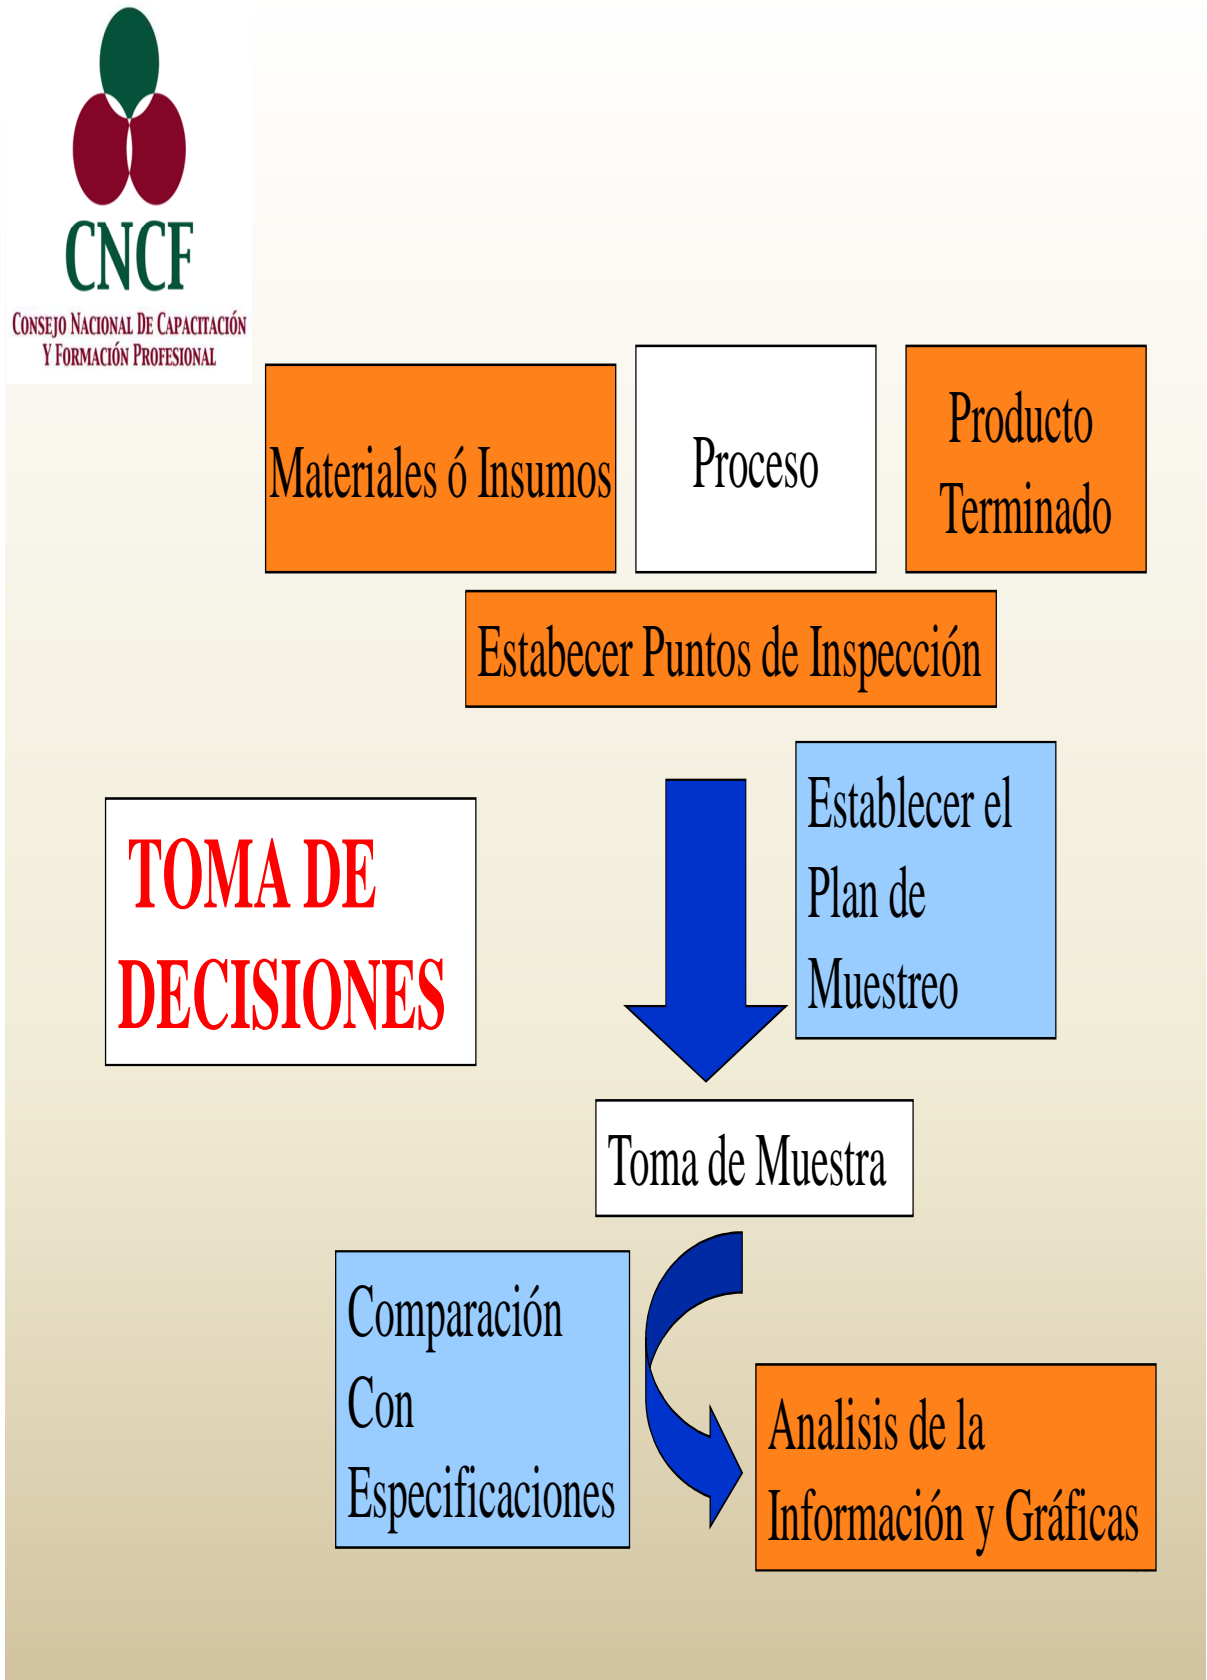 CNCF
CONSEJO NACIONAL DE CAPACITACIÓN
Y FORMACIÓN PROFESIONAL
Materiales ó Insumos
Proceso
Producto
Terminado
Estabecer Puntos de Inspección
Establecer el
Plan de
Muestreo
TOMA DE
DECISIONES
Toma de Muestra
Comparación
Con
Especificaciones
Analisis de la
Información y Gráficas